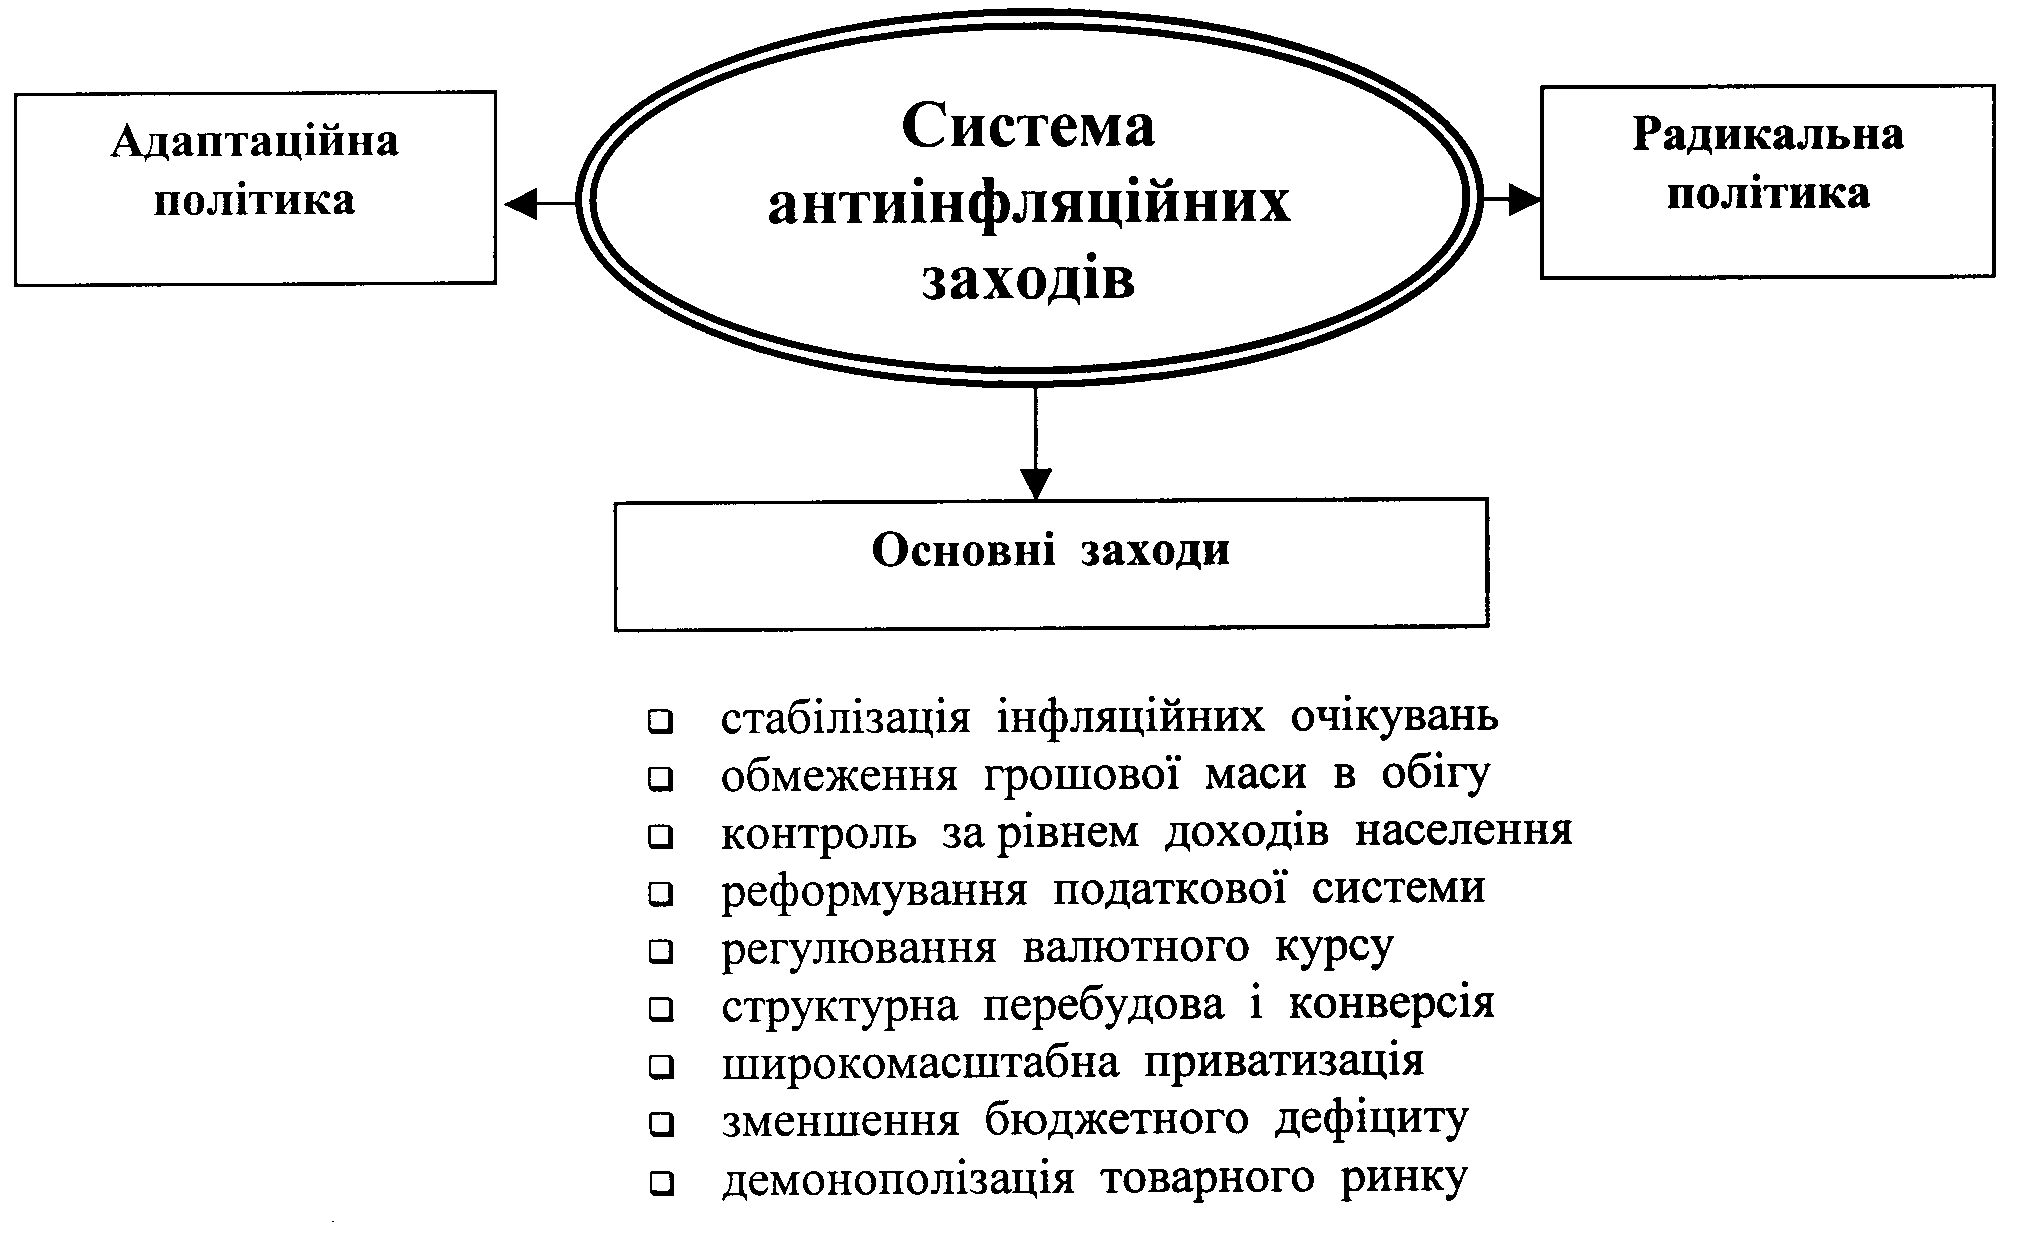 Система
антиінфляційних
заходів
Адаптаційна
політика
Радикальна
політика
Основні заходи
стабілізація інфляційних очікувань
обмеження грошової маси в обігу
контроль за рівнем доходів населення
реформування податкової системи
регулювання валютного курсу
структурна перебудова і конверсія
широкомасштабна приватизація
зменшення бюджетного дефіциту
демонополізація товарного ринку